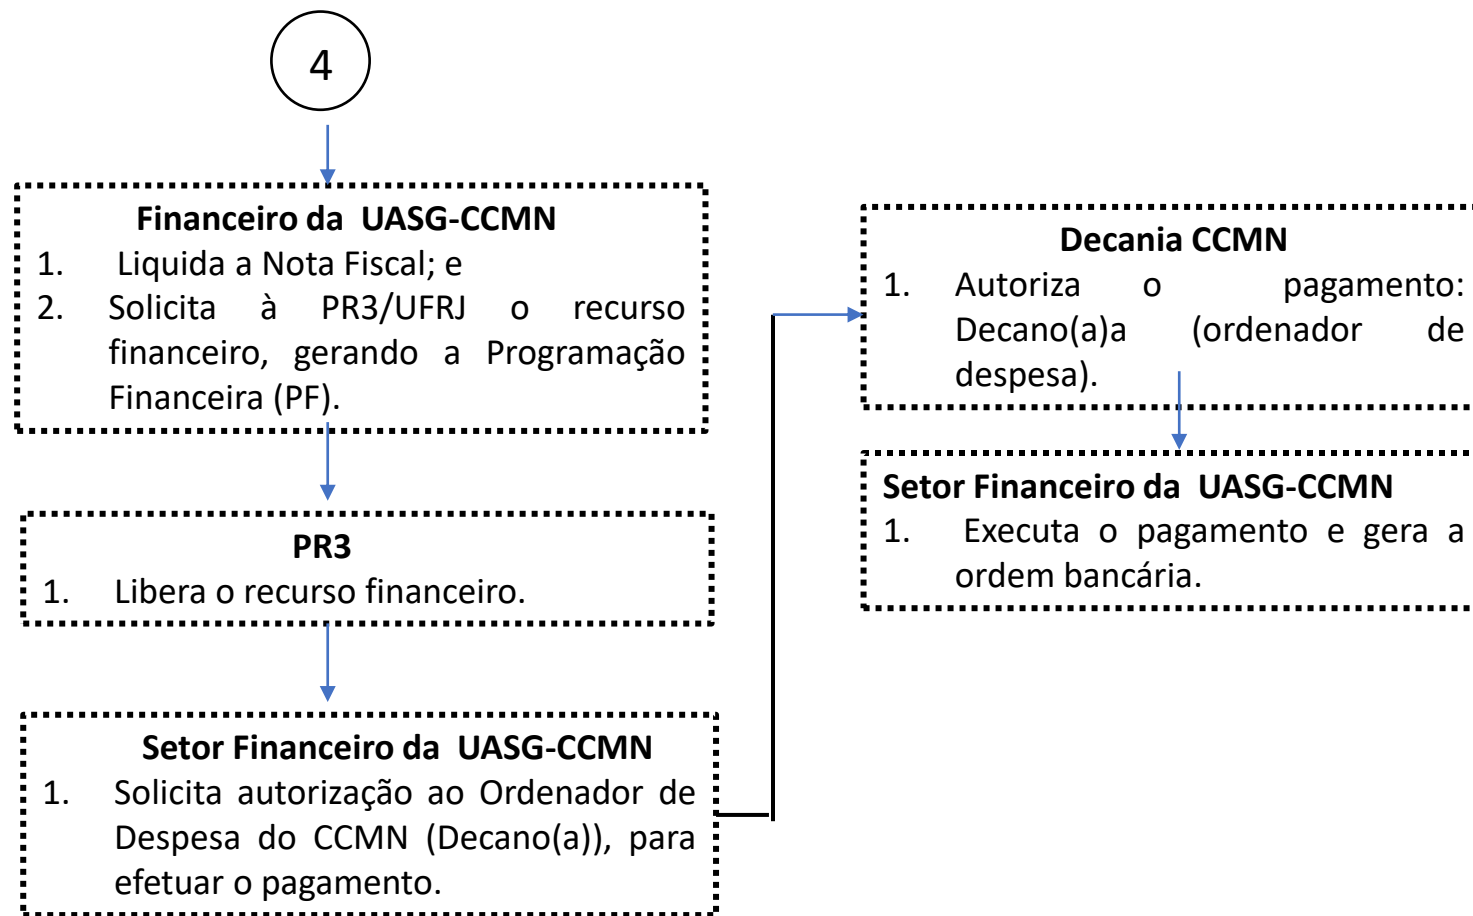 4
Financeiro da UASG-CCMN
1. Liquida a Nota Fiscal; e
2. Solicita à PR3/UFRJ o recurso
financeiro, gerando a Programação
Financeira (PF).
PR3
1. Libera o recurso financeiro.
Setor Financeiro da UASG-CCMN
1. Solicita autorização ao Ordenador de
Despesa do CCMN (Decano(a)), para
efetuar o pagamento.
Decania CCMN
1. Autoriza o pagamento:
Decano(a)a (ordenador de
despesa).
Setor Financeiro da UASG-CCMN
1. Executa o pagamento e gera a
ordem bancária.